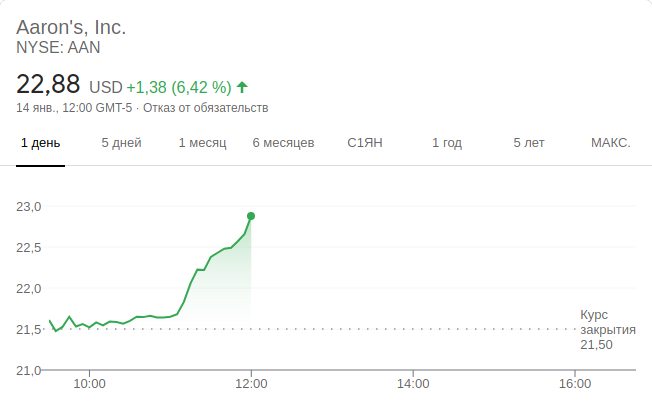 Aaron's, Inc.
NYSE: AAN
22,88 USD +1,38 (6,42 %)
14 янв., 12:00 GMT-5 · Отказ от обязательств
1 день 5 дней 1 месяц 6 месяцев С1ЯН 1 год 5 лет МАКС.
23,0
22,5
22,0
21,5
21,0
Курс
закрытия
21,50
10:00 12:00 14:00 16:00